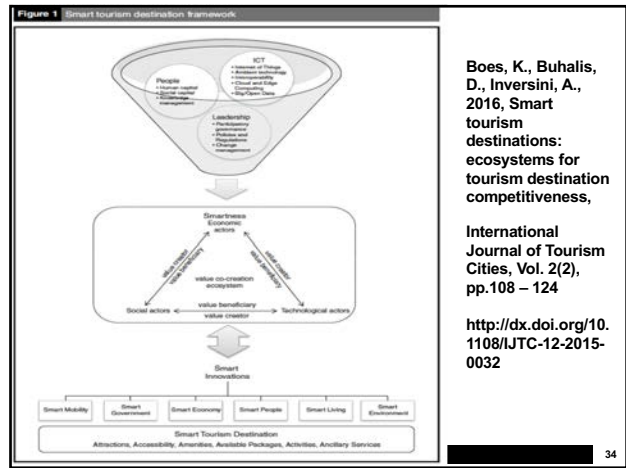 Figure 1 Smart tourism destination framework
ICT
• Internet of Things
• Ambient technology
• Interoperability
• Cloud and Edge
Computing
• Big/Open Data
People
• Human capital
• Social capital
• Knowledge
management
Leadership
• Participatory
governance
• Policies and
Regulations
• Change
management
Smartness
Economic
actors
value creator
value beneficiary
value creator
value beneficiary
value co-creation
ecosystem
Social actors
value beneficiary
value creator
Technological actors
Smart
Innovations
Smart Mobility
Smart
Government
Smart Economy
Smart People
Smart Living
Smart
Environment
Smart Tourism Destination
Attractions, Accessibility, Amenities, Available Packages, Activities, Ancillary Services
Boes, K., Buhalis,
D., Inversini, A.,
2016, Smart
tourism
destinations:
ecosystems for
tourism destination
competitiveness,
International
Journal of Tourism
Cities, Vol. 2(2),
pp.108 – 124
http://dx.doi.org/10.
1108/IJTC-12-2015-
0032
34